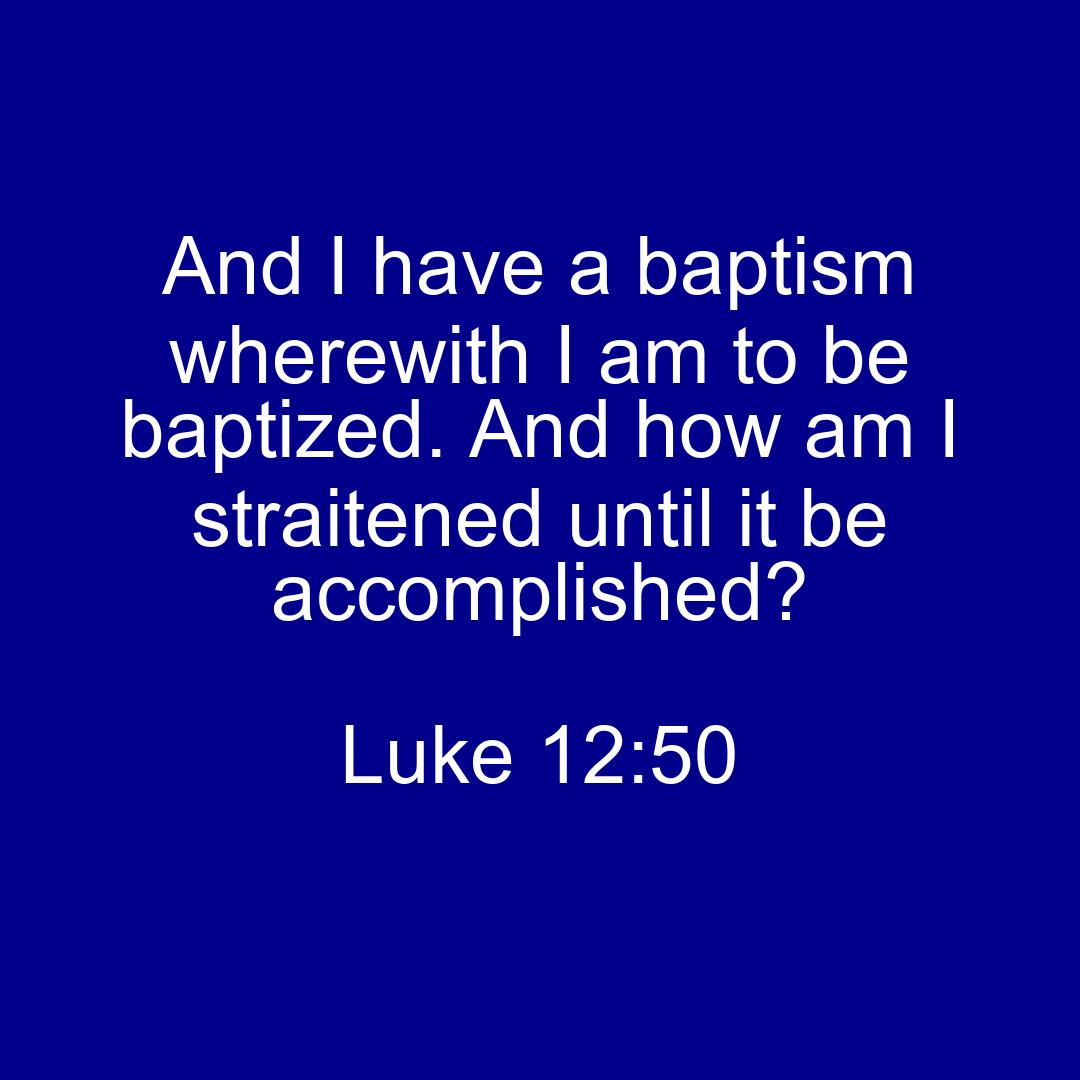 And I have a baptism
wherewith I am to be
baptized. And how am I
straitened until it be
accomplished?
Luke 12:50